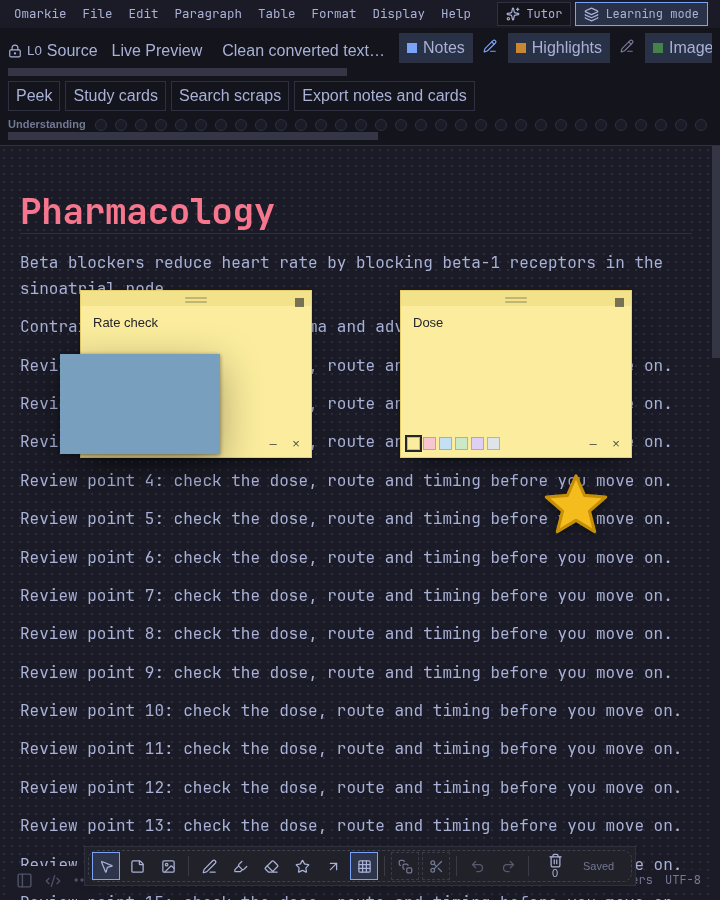 Omarkie File Edit Paragraph Table Format Display Help Tutor Learning mode
L0 Source Live Preview Clean converted text… Notes Highlights Image
Peek Study cards Search scraps Export notes and cards
Understanding
Pharmacology
Beta blockers reduce heart rate by blocking beta-1 receptors in the
sinoatrial node
Rate check
Dose
Review point 4: check the dose, route and timing before you move on.
Review point 5: check the dose, route and timing before you move on.
Review point 6: check the dose, route and timing before you move on.
Review point 7: check the dose, route and timing before you move on.
Review point 8: check the dose, route and timing before you move on.
Review point 9: check the dose, route and timing before you move on.
Review point 10: check the dose, route and timing before you move on.
Review point 11: check the dose, route and timing before you move on.
Review point 12: check the dose, route and timing before you move on.
Review point 13: check the dose, route and timing before you move on.
0 Saved
UTF-8